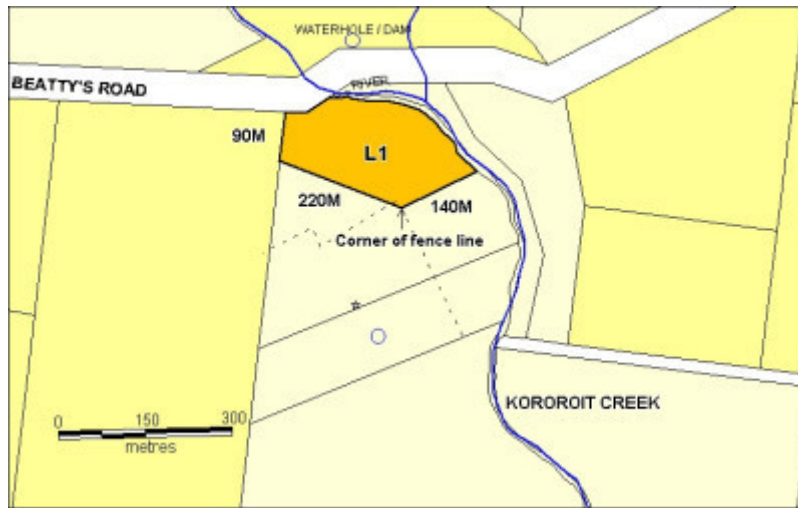 WATERHOLE / DAM
RIVER
BEATTY'S ROAD
90M
L1
220M
140M
Corner of fence line
0 150 300
metres
KOROROIT CREEK